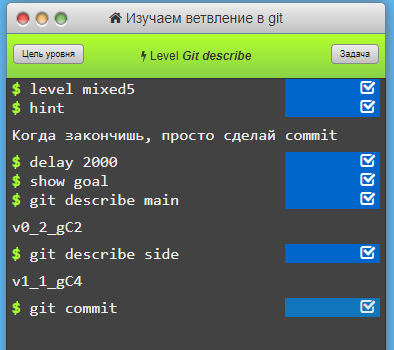 Изучаем ветвление в git
Цель уровня
Level Git describe
Задача
$ level mixed5
$ hint
Когда закончишь, просто сделай commit
$ delay 2000
$ show goal
$ git describe main
v0_2_gC2
$ git describe side
v1_1_gC4
$ git commit